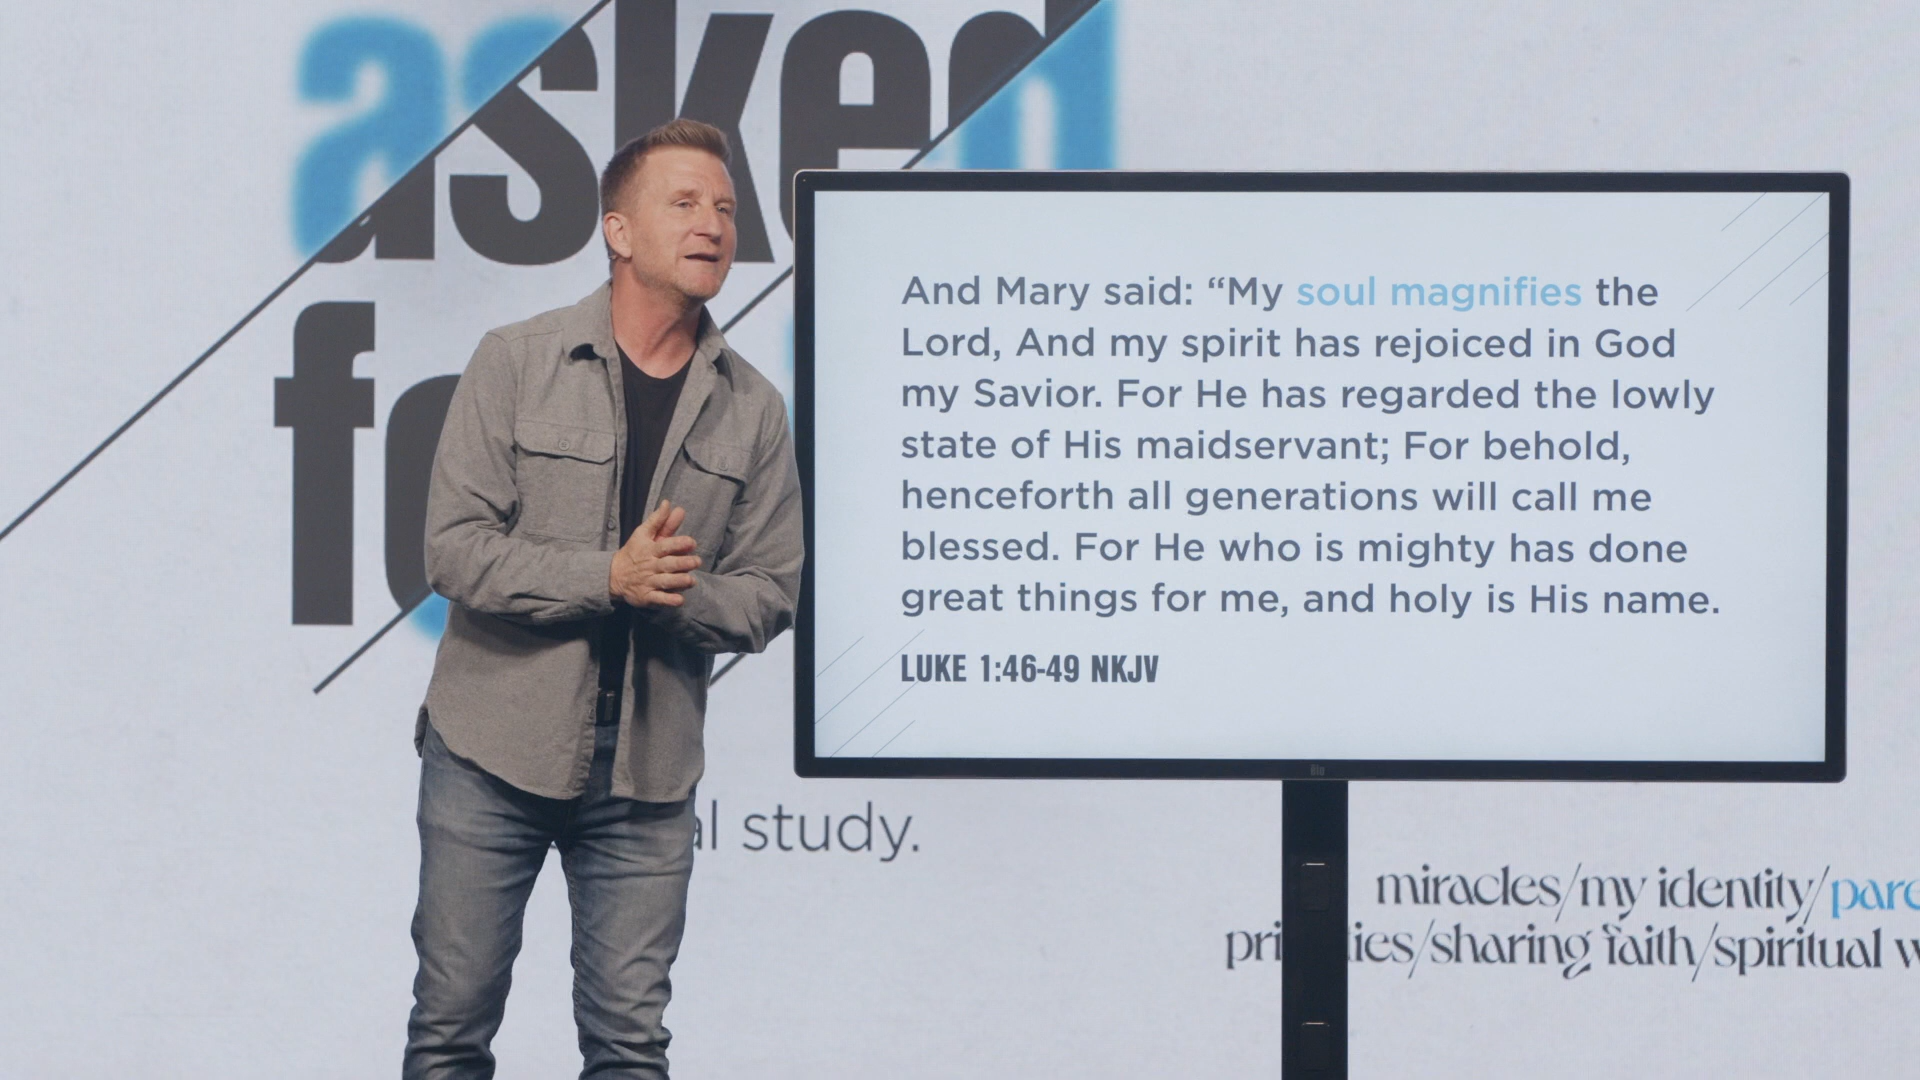 asked
And Mary said: “My soul magnifies the
Lord, And my spirit has rejoiced in God
my Savior. For He has regarded the lowly
state of His maidservant; For behold,
henceforth all generations will call me
blessed. For He who is mighty has done
great things for me, and holy is His name.
LUKE 1:46-49 NKJV
elo
study.
miracles/my identity/
/sharing faith/spiritual